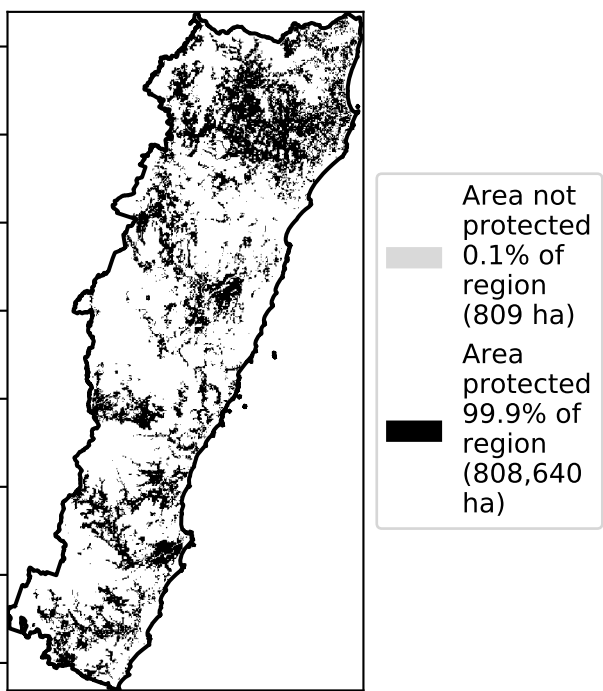 Area not
protected
0.1% of
region
(809 ha)
Area
protected
99.9% of
region
(808,640
ha)